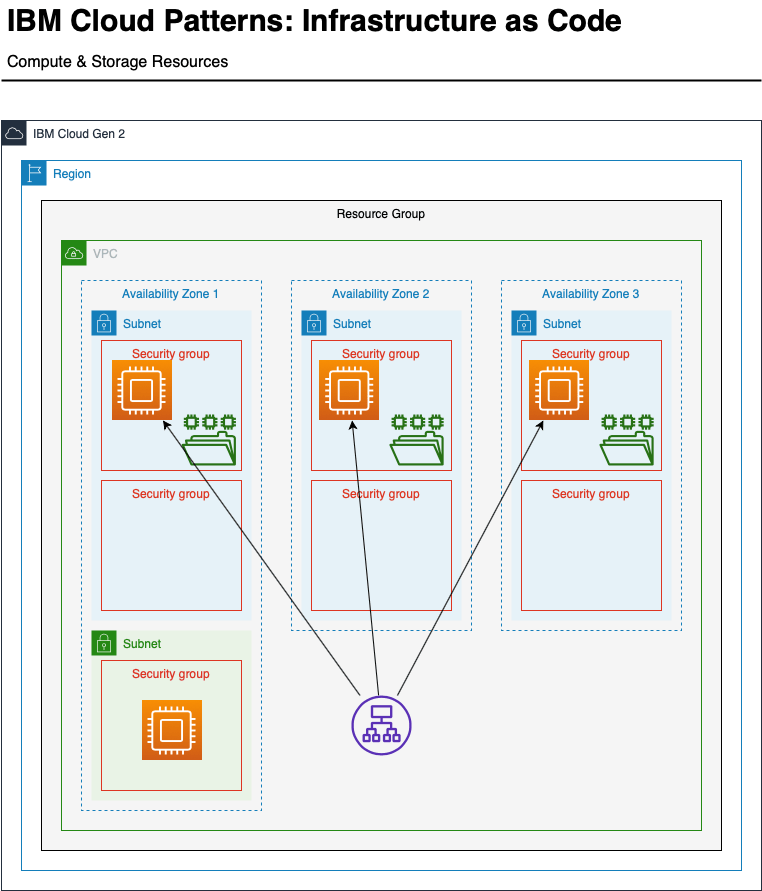 IBM Cloud Patterns: Infrastructure as Code
Compute & Storage Resources
IBM Cloud Gen 2
Region
Resource Group
VPC
Availability Zone 1
Subnet
Security group
Security group
Subnet
Security group
Availability Zone 2
Subnet
Security group
Security group
Availability Zone 3
Subnet
Security group
Security group